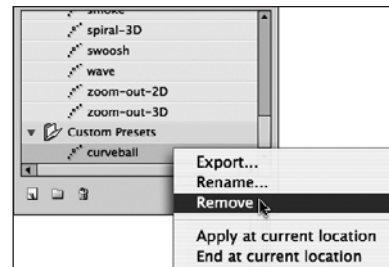 smoke
spiral-3D
swoosh
wave
zoom-out-2D
zoom-out-3D
Custom Presets
curveball
Export...
Rename...
Remove
Apply at current location
End at current location